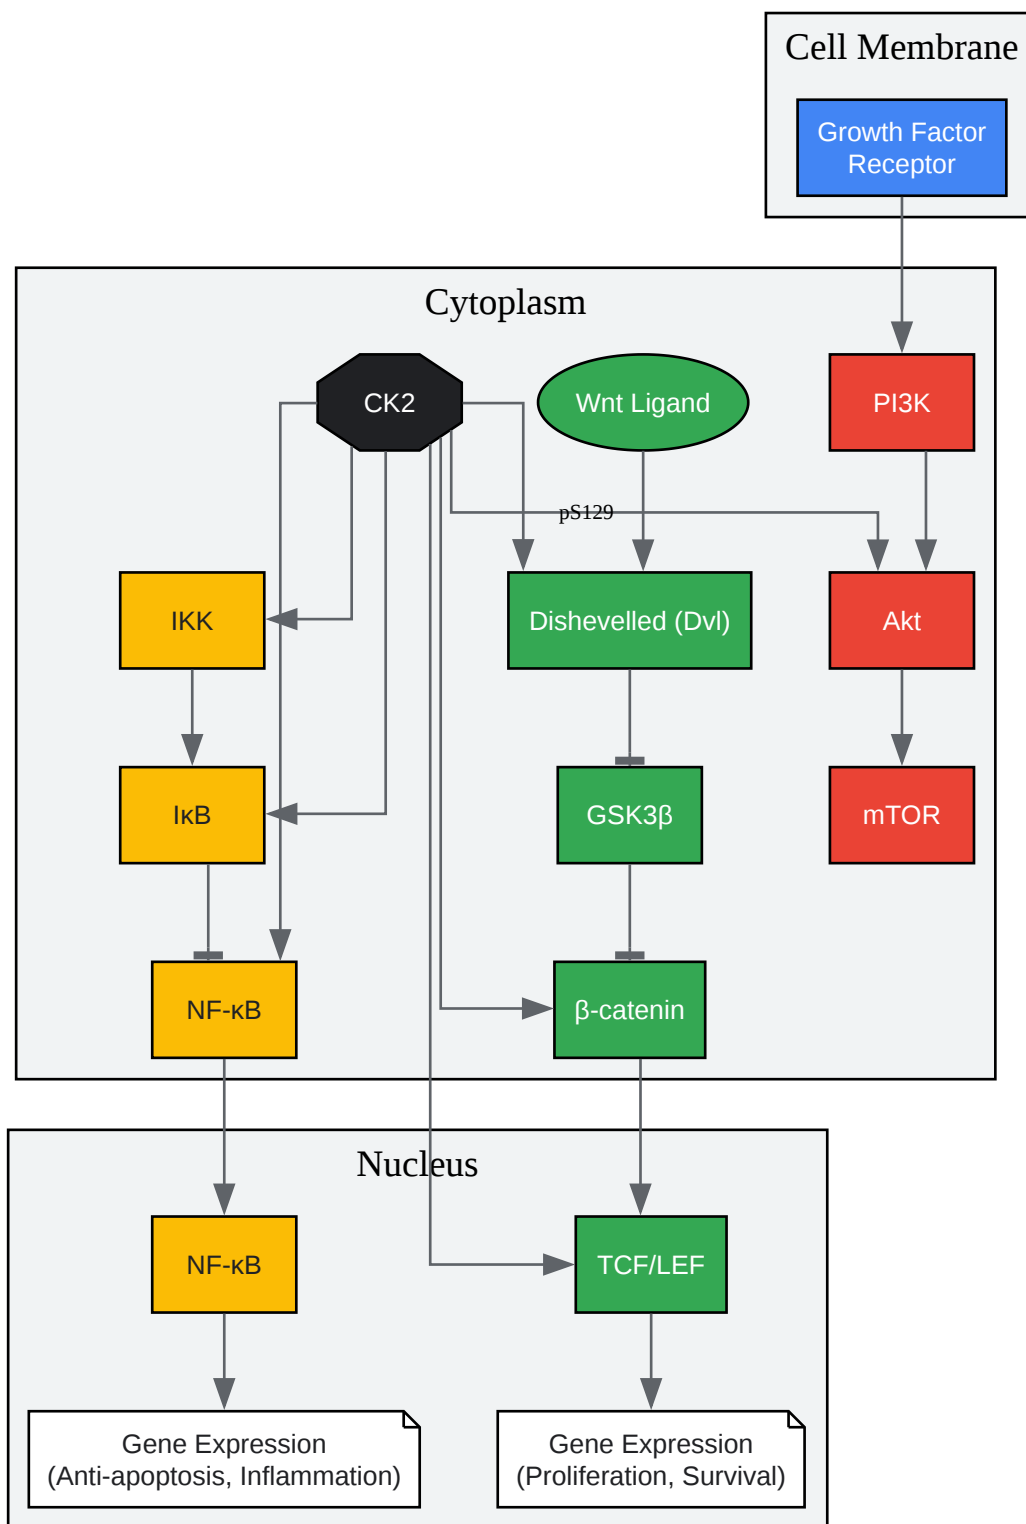 Cell Membrane
Growth Factor
Receptor
Cytoplasm
CK2
Wnt Ligand
PI3K
pS129
IKK
Dishevelled (Dvl)
Akt
IκB
GSK3β
mTOR
NF-κB
β-catenin
Nucleus
NF-κB
TCF/LEF
Gene Expression
(Anti-apoptosis, Inflammation)
Gene Expression
(Proliferation, Survival)